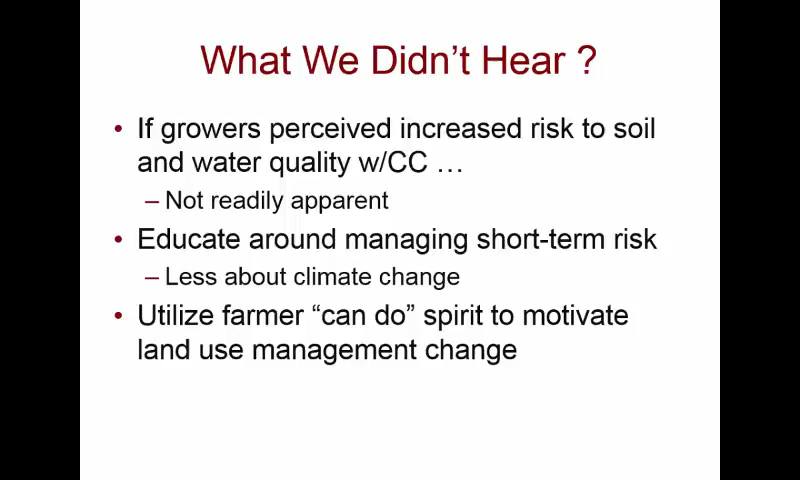 What We Didn't Hear ?
• If growers perceived increased risk to soil
and water quality w/CC …
– Not readily apparent
• Educate around managing short-term risk
– Less about climate change
• Utilize farmer “can do” spirit to motivate
land use management change